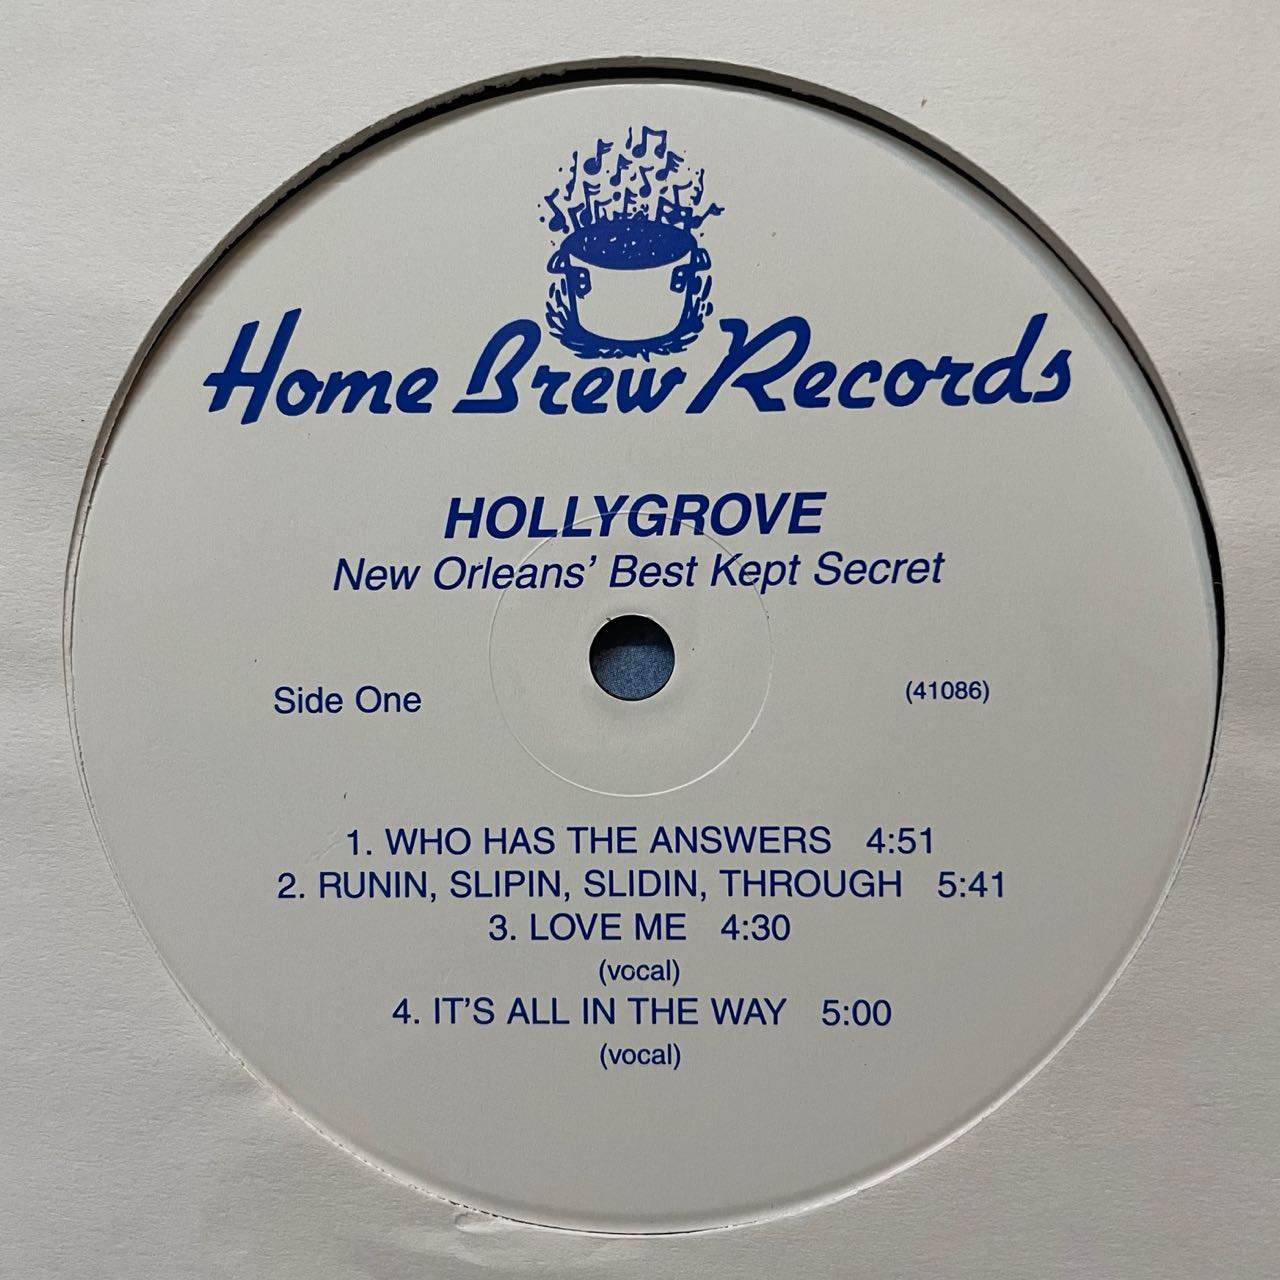 Home Brew Records
HOLLYGROVE
New Orleans' Best Kept Secret
Side One
(41086)
1. WHO HAS THE ANSWERS 4:51
2. RUNIN, SLIPIN, SLIDIN, THROUGH 5:41
3. LOVE ME 4:30
(vocal)
4. IT'S ALL IN THE WAY 5:00
(vocal)